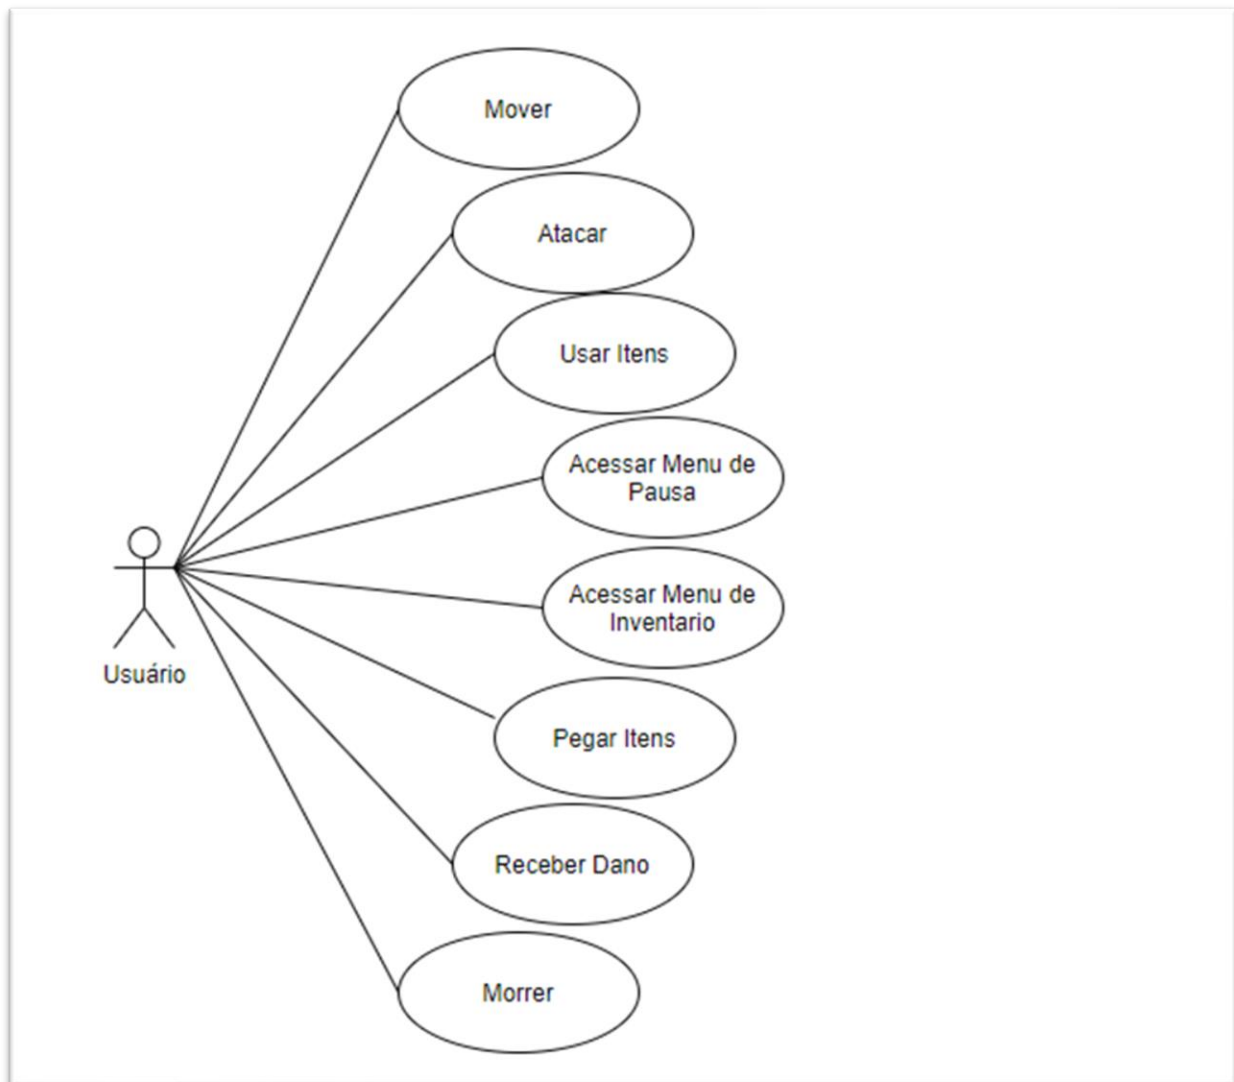 Mover
Atacar
Usar Itens
Acessar Menu de
Pausa
Acessar Menu de
Inventario
Usuário
Pegar Itens
Receber Dano
Morrer